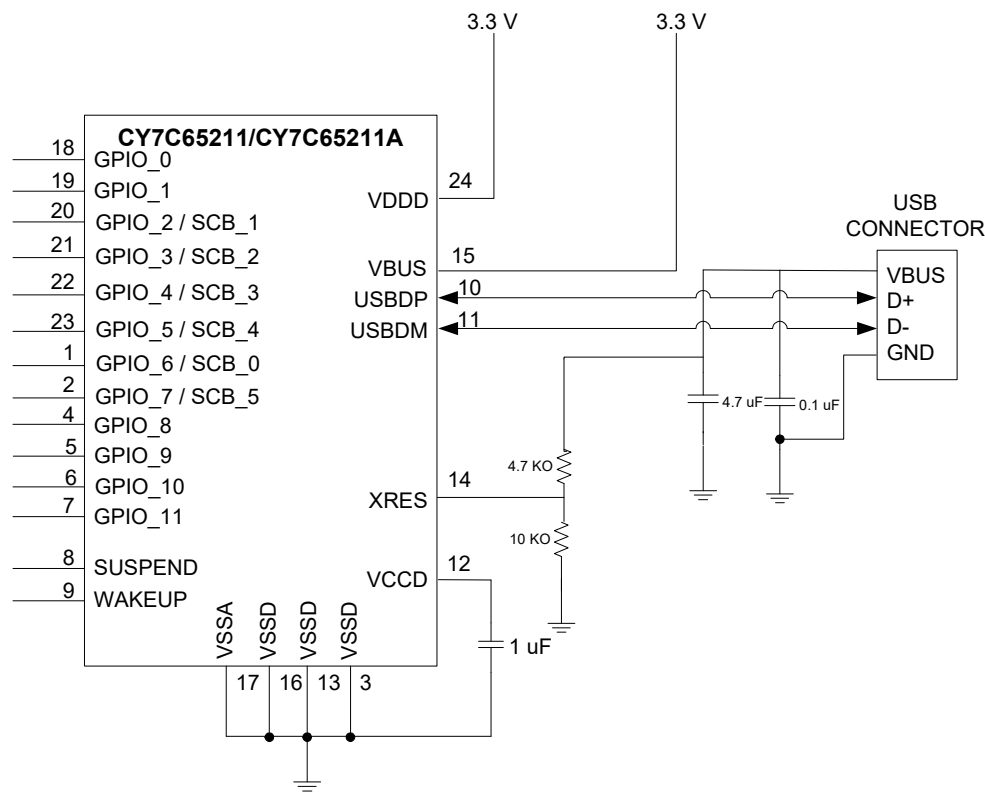 3.3 V
3.3 V
CY7C65211/CY7C65211A
18
GPIO_0
19
GPIO_1
20
GPIO_2 / SCB_1
21
GPIO_3 / SCB_2
22
GPIO_4 / SCB_3
23
GPIO_5 / SCB_4
1
GPIO_6 / SCB_0
2
GPIO_7 / SCB_5
4
GPIO_8
5
GPIO_9
6
GPIO_10
7
GPIO_11
8
SUSPEND
9
WAKEUP
VDDD
24
VBUS
15
USBDP
10
USBDM
11
XRES
14
VCCD
12
VSSA
VSSD
VSSD
VSSD
17
16
13
3
1 uF
4.7 KO
10 KO
4.7 uF
0.1 uF
USB
CONNECTOR
VBUS
D+
D-
GND